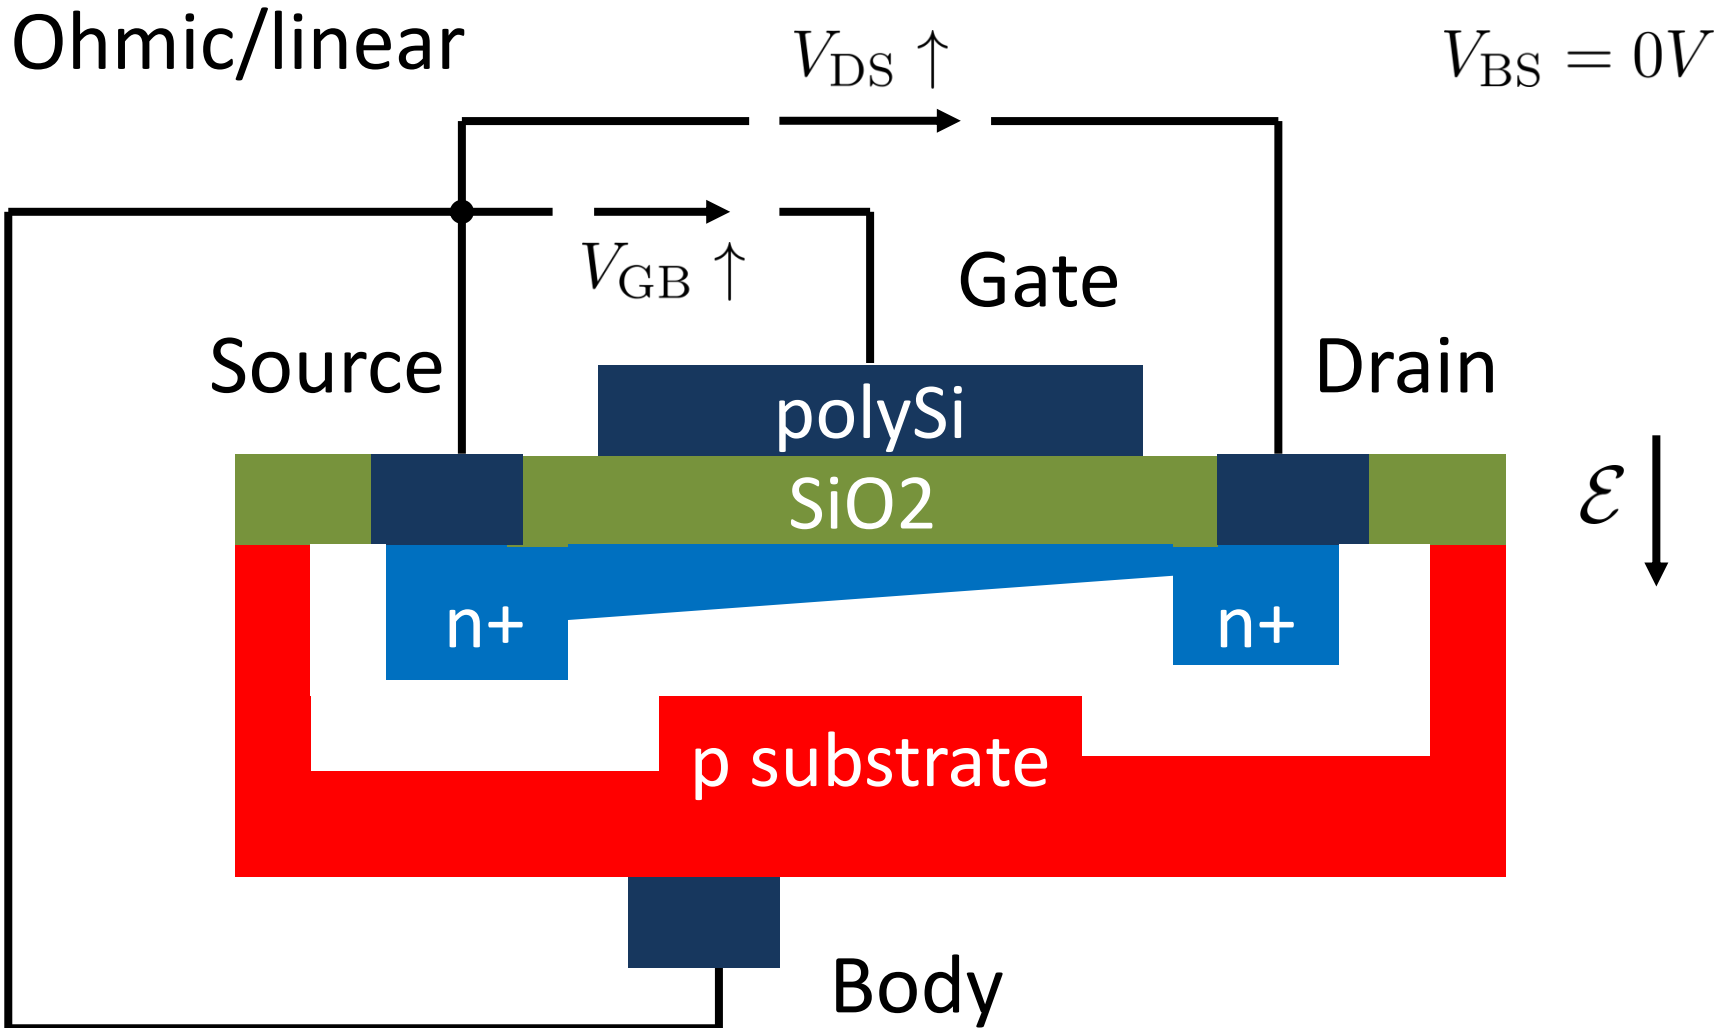 Ohmic/linear
V_DS ↑
V_BS = 0V
V_GB ↑
Gate
Source
Drain
polySi
SiO2
ℰ
n+
n+
p substrate
Body